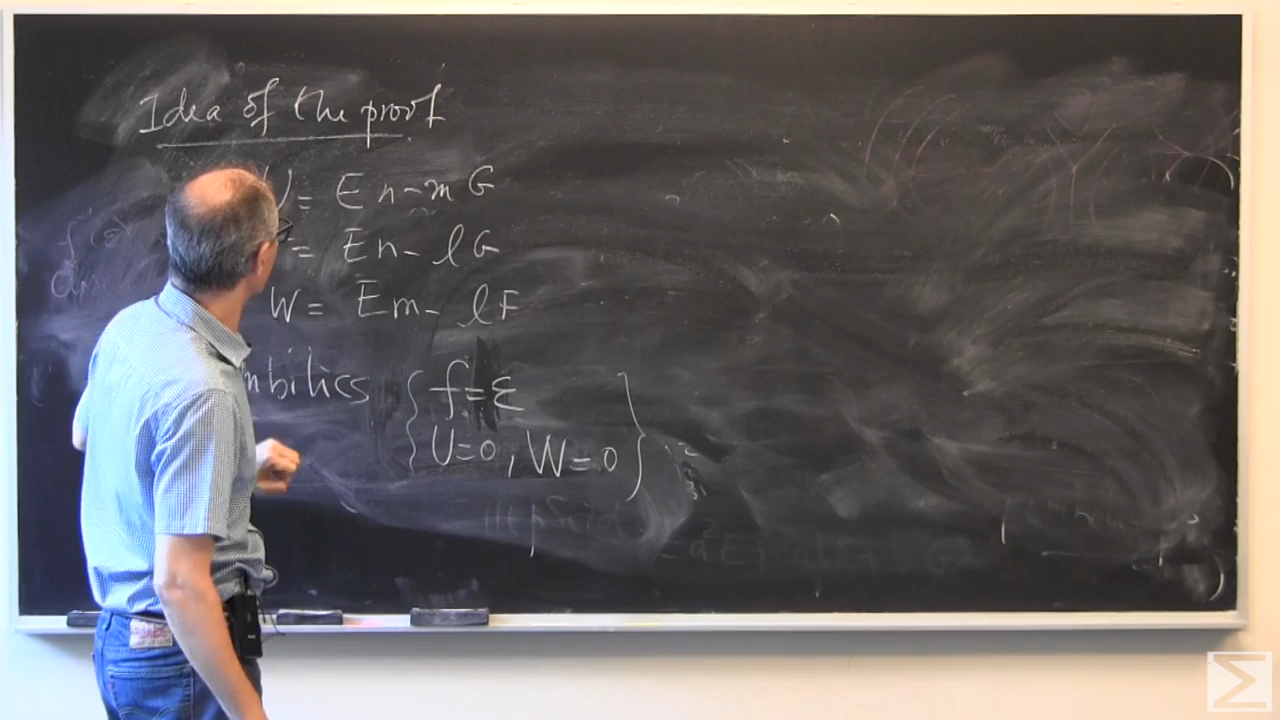 Idea of the proof
U = En - mG
= En - lG
W = Em - lF
mbilics { f = ε
U = 0, W = 0 }
Σ